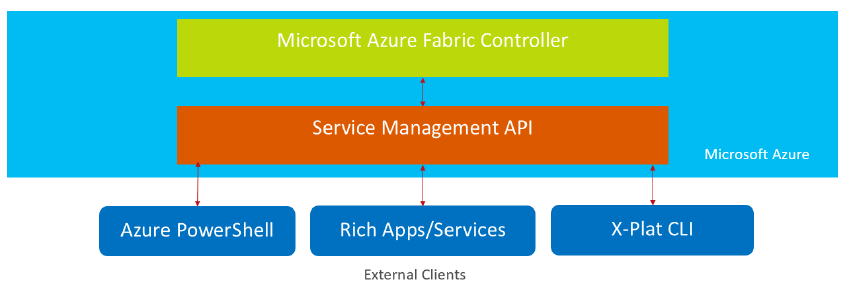 Microsoft Azure Fabric Controller
Service Management API
Microsoft Azure
Azure PowerShell
Rich Apps/Services
X-Plat CLI
External Clients